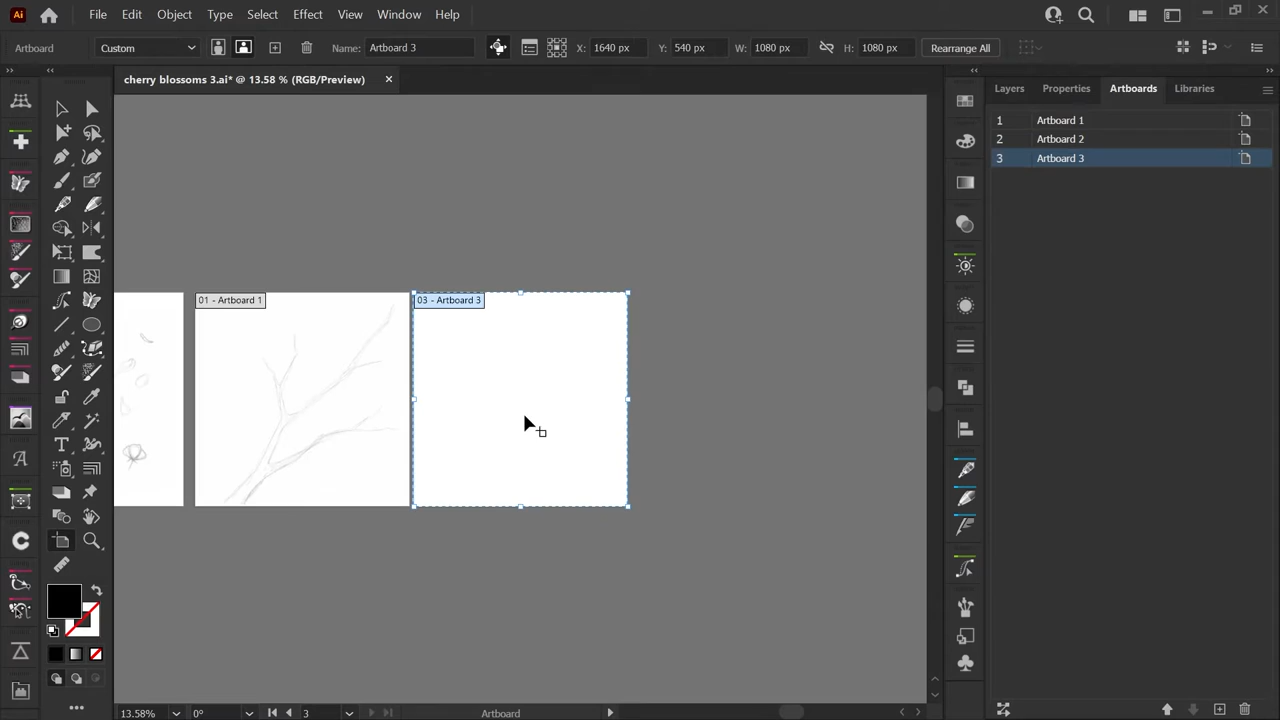 Ai File Edit Object Type Select Effect View Window Help
Artboard Custom Name: Artboard 3 X: 1640 px Y: 540 px W: 1080 px H: 1080 px Rearrange All
cherry blossoms 3.ai* @ 13.58 % (RGB/Preview)
Layers Properties Artboards Libraries
1 Artboard 1
2 Artboard 2
3 Artboard 3
01 - Artboard 1
03 - Artboard 3
13.58% 0° 3 Artboard